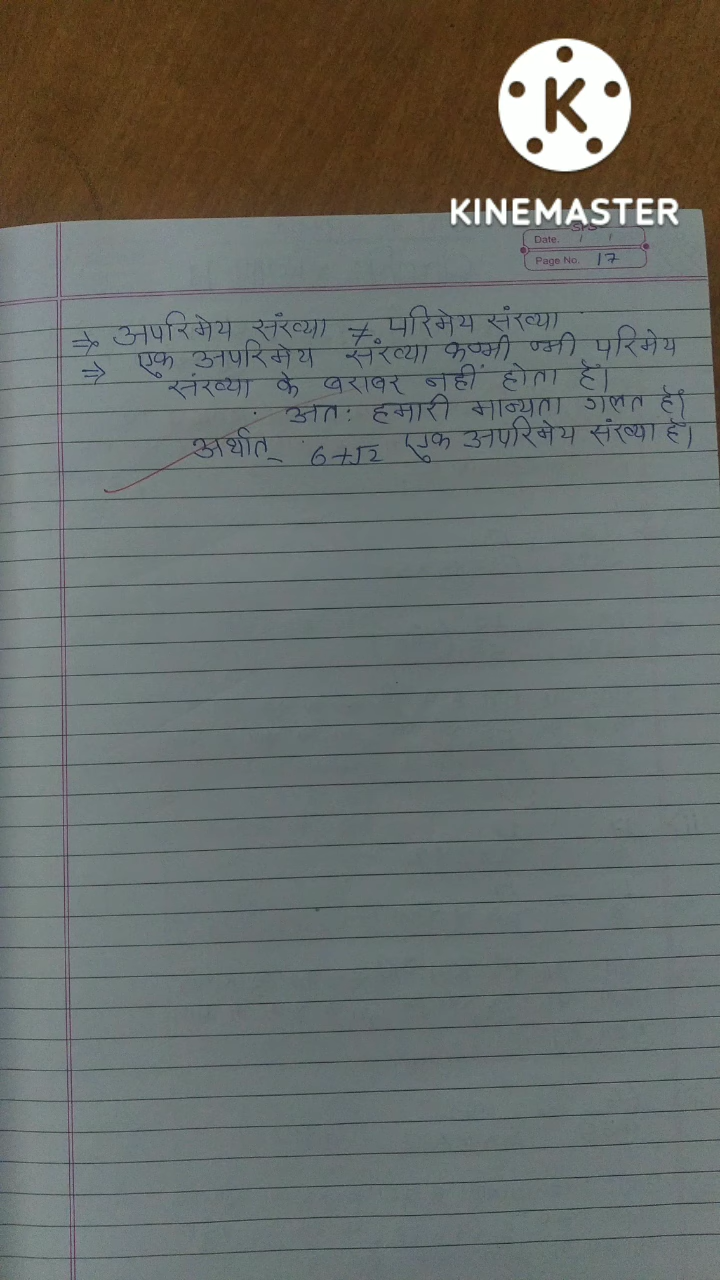 KINEMASTER
SPS
Date. / /
Page No. 17
⇒ अपरिमेय संख्या ≠ परिमेय संख्या
⇒ एक अपरिमेय संख्या कभी भी परिमेय
संख्या के बराबर नहीं होता है।
अतः हमारी मान्यता गलत है।
अर्थात् 6+√2 एक अपरिमेय संख्या है।